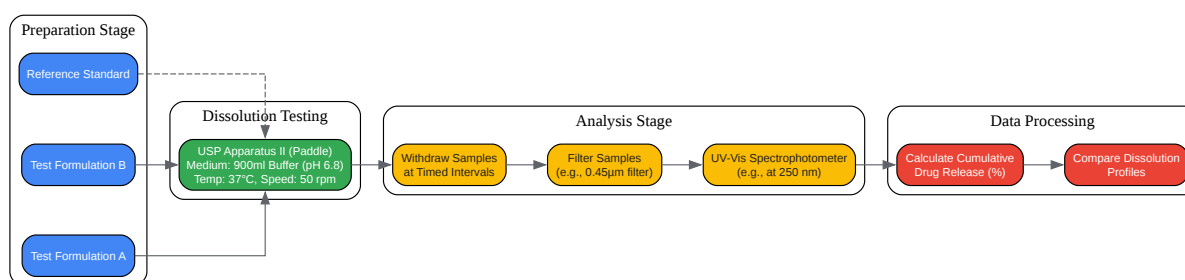 Preparation Stage
Reference Standard
Test Formulation B
Test Formulation A
Dissolution Testing
USP Apparatus II (Paddle)
Medium: 900ml Buffer (pH 6.8)
Temp: 37°C, Speed: 50 rpm
Analysis Stage
Withdraw Samples
at Timed Intervals
Filter Samples
(e.g., 0.45µm filter)
UV-Vis Spectrophotometer
(e.g., at 250 nm)
Data Processing
Calculate Cumulative
Drug Release (%)
Compare Dissolution
Profiles